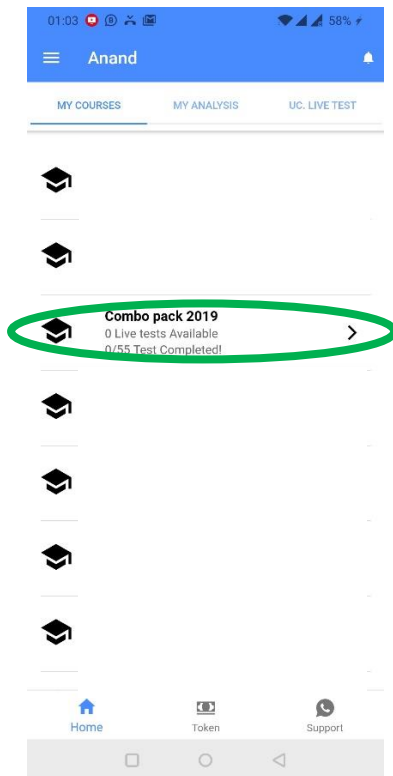 01:03 58%
Anand
MY COURSES MY ANALYSIS UC. LIVE TEST
Combo pack 2019
0 Live tests Available
0/55 Test Completed!
Home Token Support